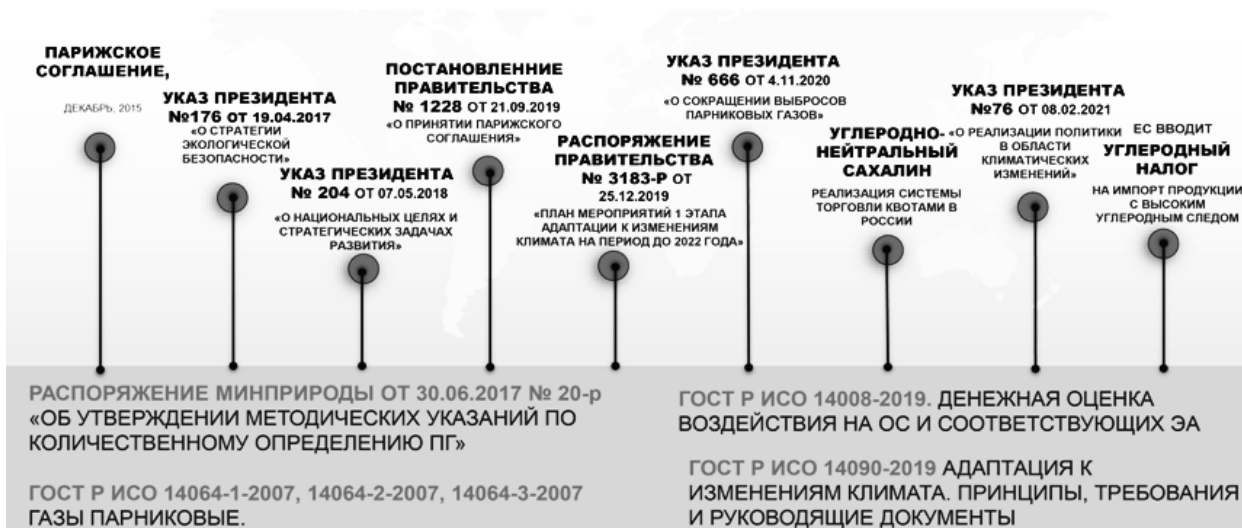 ПАРИЖСКОЕ
СОГЛАШЕНИЕ,
ДЕКАБРЬ, 2015
УКАЗ ПРЕЗИДЕНТА
№176 ОТ 19.04.2017
«О СТРАТЕГИИ
ЭКОЛОГИЧЕСКОЙ
БЕЗОПАСНОСТИ»
УКАЗ ПРЕЗИДЕНТА
№ 204 ОТ 07.05.2018
«О НАЦИОНАЛЬНЫХ ЦЕЛЯХ И
СТРАТЕГИЧЕСКИХ ЗАДАЧАХ
РАЗВИТИЯ»
ПОСТАНОВЛЕННИЕ
ПРАВИТЕЛЬСТВА
№ 1228 ОТ 21.09.2019
«О ПРИНЯТИИ ПАРИЖСКОГО
СОГЛАШЕНИЯ»
РАСПОРЯЖЕНИЕ
ПРАВИТЕЛЬСТВА
№ 3183-Р ОТ
25.12.2019
«ПЛАН МЕРОПРИЯТИЙ 1 ЭТАПА
АДАПТАЦИИ К ИЗМЕНЕНИЯМ
КЛИМАТА НА ПЕРИОД ДО 2022 ГОДА»
УКАЗ ПРЕЗИДЕНТА
№ 666 ОТ 4.11.2020
«О СОКРАЩЕНИИ ВЫБРОСОВ
ПАРНИКОВЫХ ГАЗОВ»
УГЛЕРОДНО-
НЕЙТРАЛЬНЫЙ
САХАЛИН
РЕАЛИЗАЦИЯ СИСТЕМЫ
ТОРГОВЛИ КВОТАМИ В
РОССИИ
УКАЗ ПРЕЗИДЕНТА
№76 ОТ 08.02.2021
«О РЕАЛИЗАЦИИ ПОЛИТИКИ
В ОБЛАСТИ
КЛИМАТИЧЕСКИХ
ИЗМЕНЕНИЙ»
ЕС ВВОДИТ
УГЛЕРОДНЫЙ
НАЛОГ
НА ИМПОРТ ПРОДУКЦИИ
С ВЫСОКИМ
УГЛЕРОДНЫМ СЛЕДОМ
РАСПОРЯЖЕНИЕ МИНПРИРОДЫ ОТ 30.06.2017 № 20-р
«ОБ УТВЕРЖДЕНИИ МЕТОДИЧЕСКИХ УКАЗАНИЙ ПО
КОЛИЧЕСТВЕННОМУ ОПРЕДЕЛЕНИЮ ПГ»
ГОСТ Р ИСО 14064-1-2007, 14064-2-2007, 14064-3-2007
ГАЗЫ ПАРНИКОВЫЕ.
ГОСТ Р ИСО 14008-2019. ДЕНЕЖНАЯ ОЦЕНКА
ВОЗДЕЙСТВИЯ НА ОС И СООТВЕТСТВУЮЩИХ ЭА
ГОСТ Р ИСО 14090-2019 АДАПТАЦИЯ К
ИЗМЕНЕНИЯМ КЛИМАТА. ПРИНЦИПЫ, ТРЕБОВАНИЯ
И РУКОВОДЯЩИЕ ДОКУМЕНТЫ